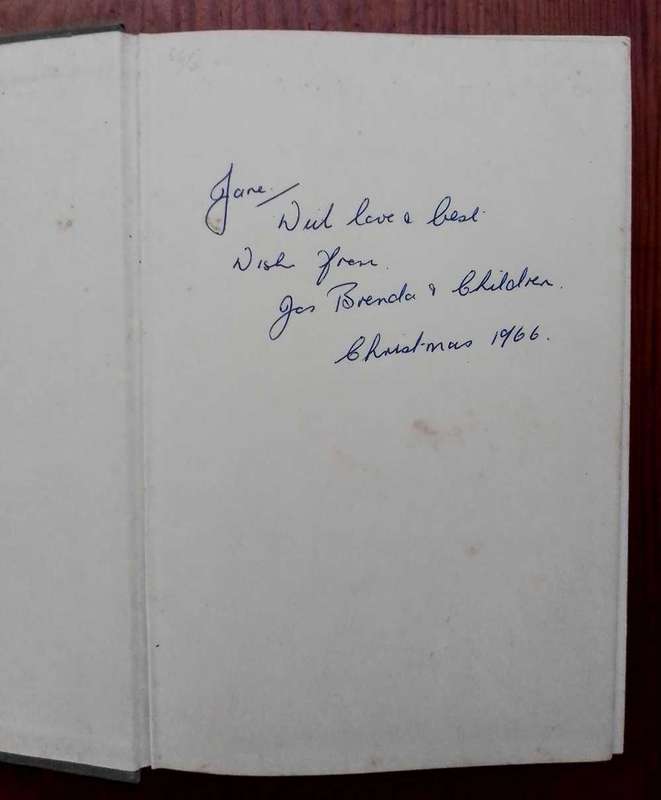 Jane
With love & best
Wish from
Jos Brenda & Children.
Christmas 1966.